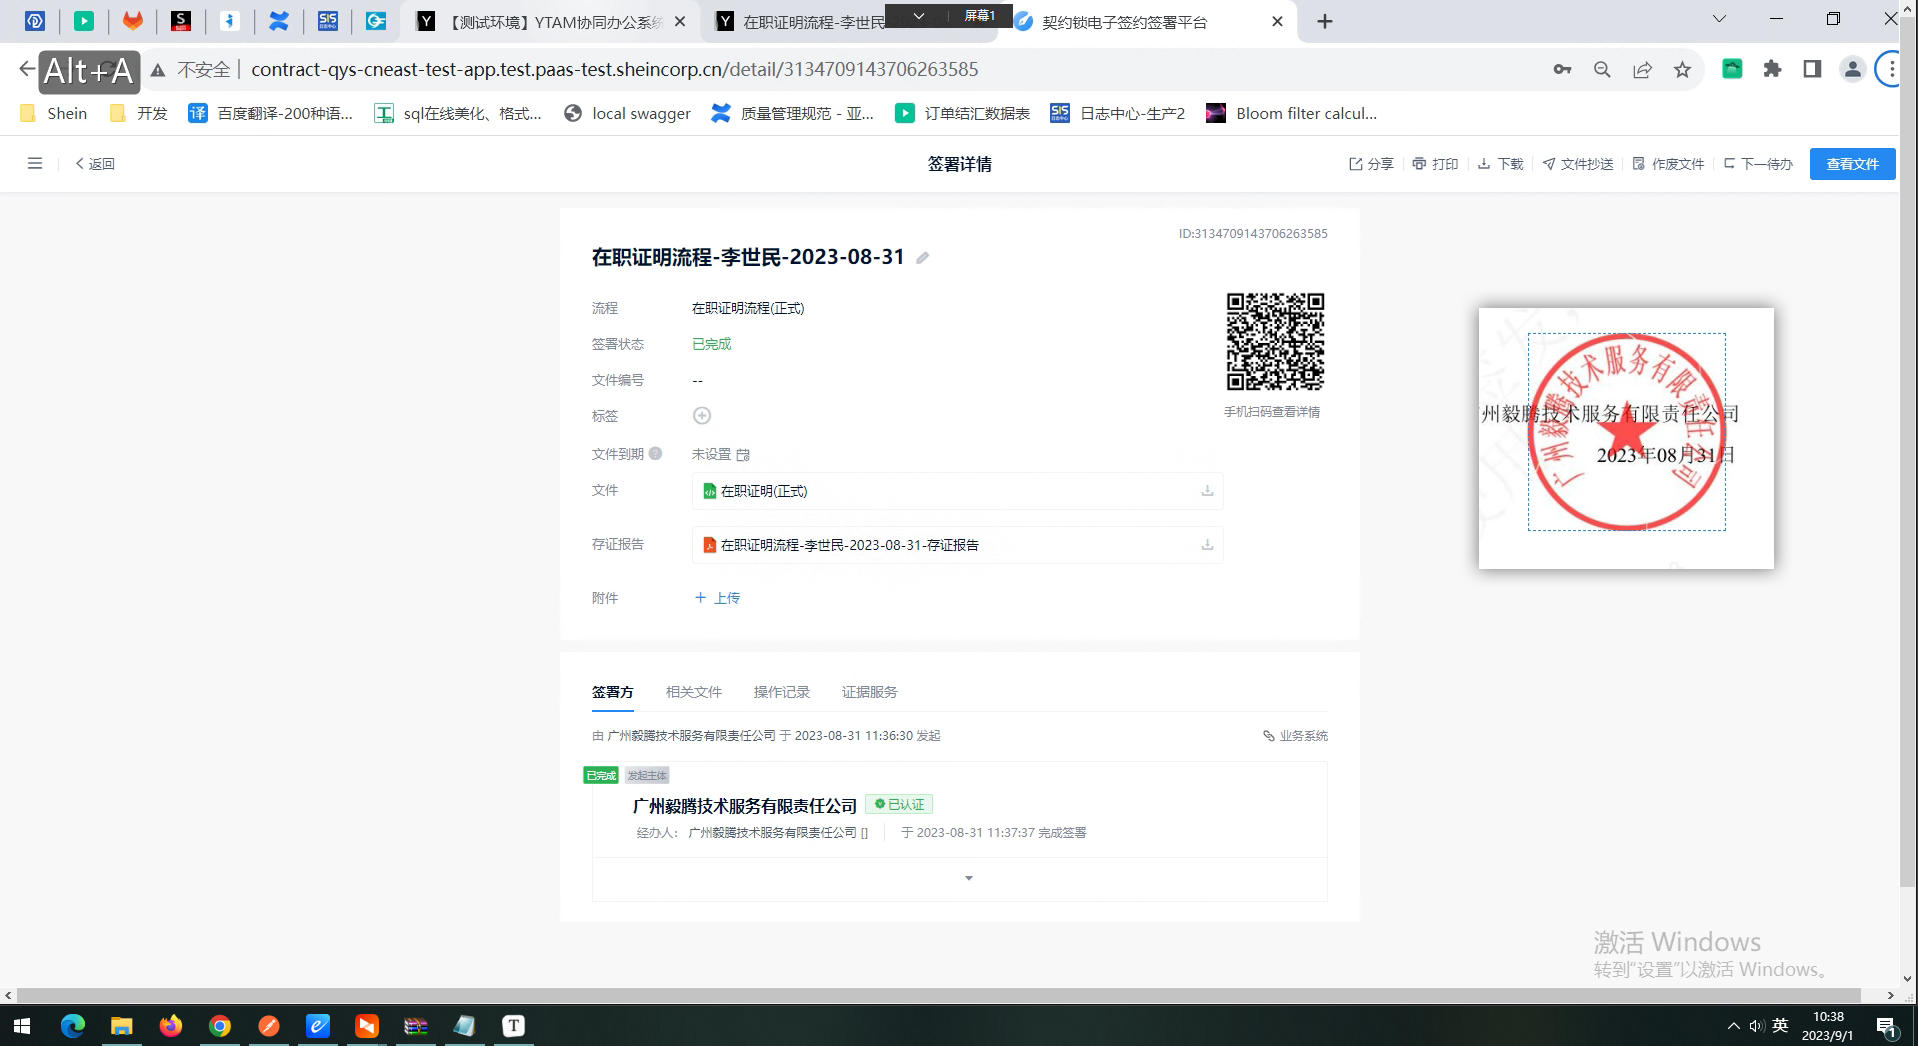 【测试环境】YTAM协同办公系统
在职证明流程-李世民
屏幕1
契约锁电子签约签署平台
Alt+A
不安全
contract-qys-cneast-test-app.test.paas-test.sheincorp.cn/detail/3134709143706263585
Shein
开发
百度翻译-200种语...
sql在线美化、格式...
local swagger
质量管理规范 - 亚...
订单结汇数据表
日志中心-生产2
Bloom filter calcul...
返回
签署详情
分享
打印
下载
文件抄送
作废文件
下一待办
查看文件
ID:3134709143706263585
在职证明流程-李世民-2023-08-31
流程 在职证明流程(正式)
签署状态 已完成
文件编号 --
标签
手机扫码查看详情
文件到期 未设置
文件 在职证明(正式)
存证报告 在职证明流程-李世民-2023-08-31-存证报告
附件 + 上传
广州毅腾技术服务有限责任公司
州毅腾技术服务有限责任公司
2023年08月31日
签署方 相关文件 操作记录 证据服务
由 广州毅腾技术服务有限责任公司 于 2023-08-31 11:36:30 发起
业务系统
已完成 发起主体
广州毅腾技术服务有限责任公司 已认证
经办人： 广州毅腾技术服务有限责任公司 [] 于 2023-08-31 11:37:37 完成签署
激活 Windows
转到“设置”以激活 Windows。
英
10:38
2023/9/1
1